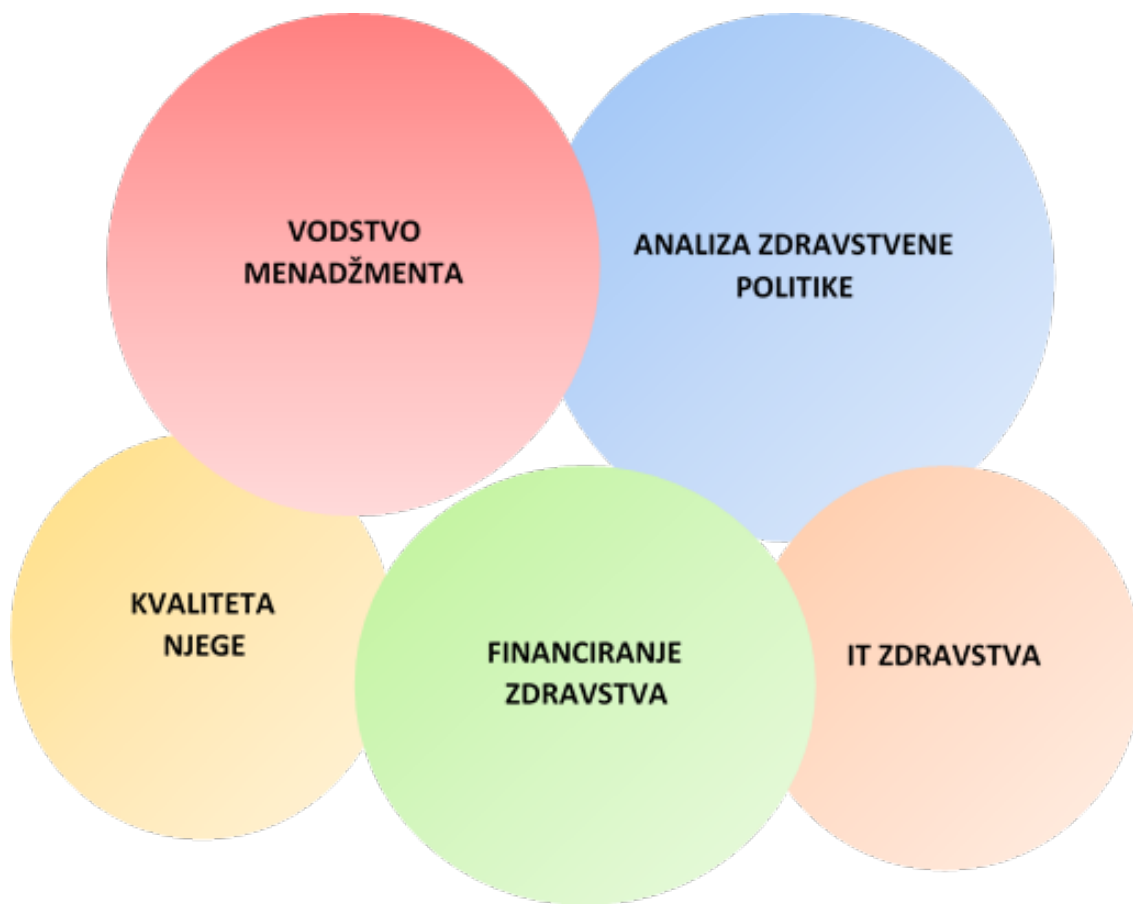 VODSTVO
MENADŽMENTA
ANALIZA ZDRAVSTVENE
POLITIKE
KVALITETA
NJEGE
FINANCIRANJE
ZDRAVSTVA
IT ZDRAVSTVA